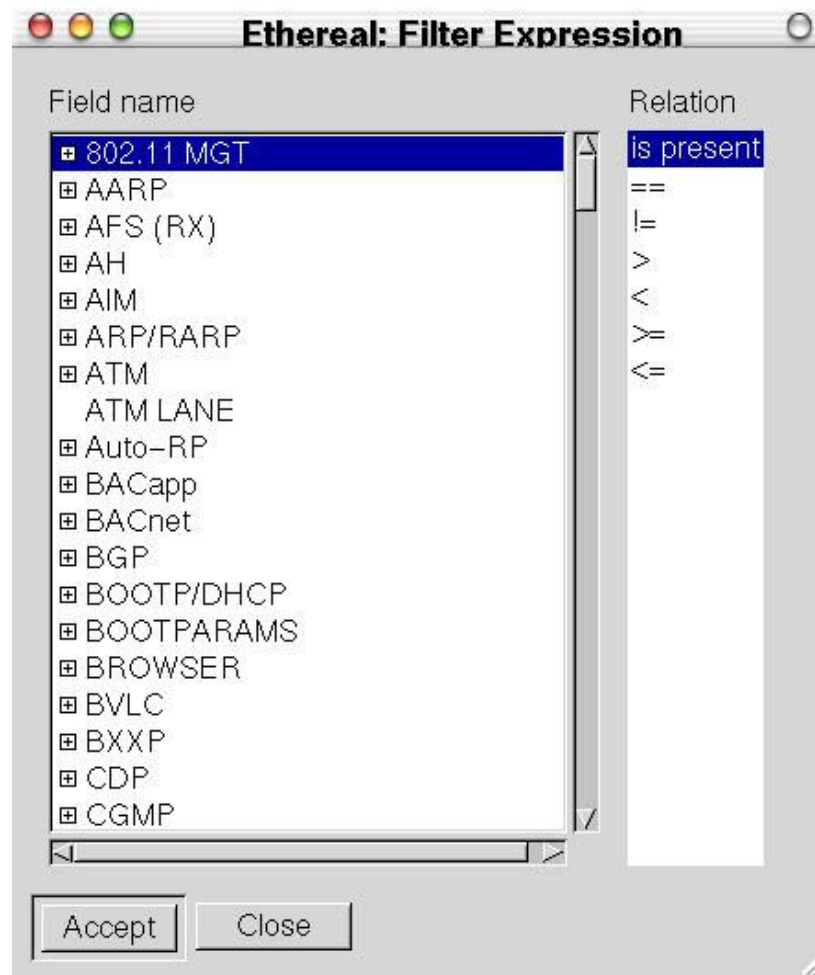 Ethereal: Filter Expression
Field name
802.11 MGT
AARP
AFS (RX)
AH
AIM
ARP/RARP
ATM
ATM LANE
Auto-RP
BACapp
BACnet
BGP
BOOTP/DHCP
BOOTPARAMS
BROWSER
BVLC
BXXP
CDP
CGMP
Relation
is present
==
!=
>
<
>=
<=
Accept
Close